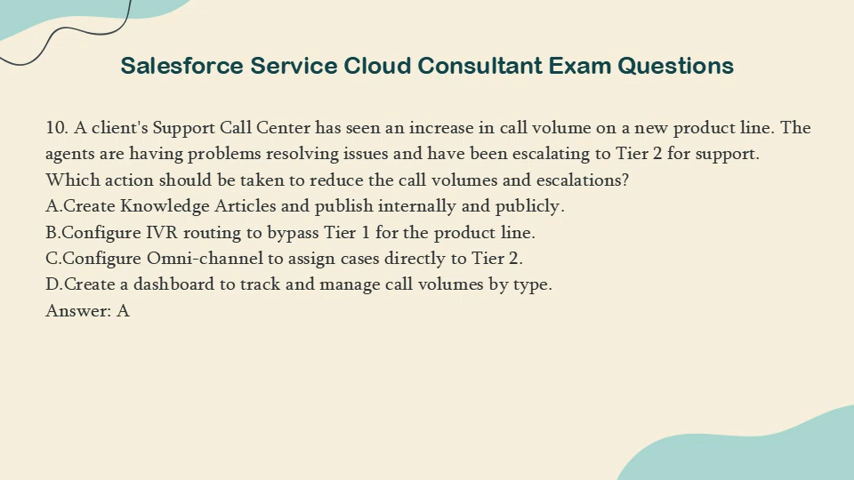 Salesforce Service Cloud Consultant Exam Questions
10. A client's Support Call Center has seen an increase in call volume on a new product line. The
agents are having problems resolving issues and have been escalating to Tier 2 for support.
Which action should be taken to reduce the call volumes and escalations?
A.Create Knowledge Articles and publish internally and publicly.
B.Configure IVR routing to bypass Tier 1 for the product line.
C.Configure Omni-channel to assign cases directly to Tier 2.
D.Create a dashboard to track and manage call volumes by type.
Answer: A